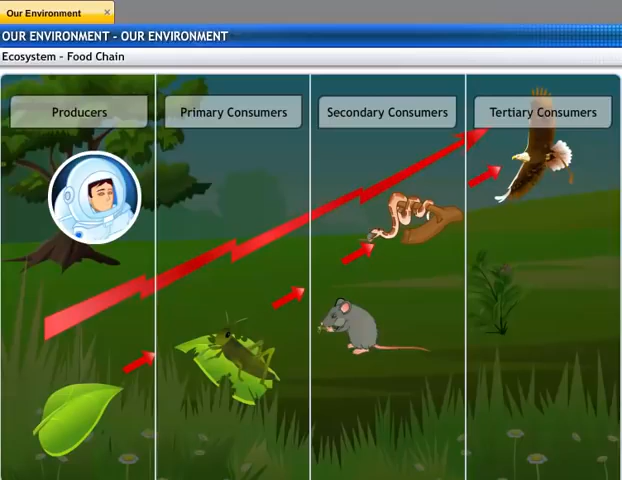 Our Environment
OUR ENVIRONMENT - OUR ENVIRONMENT
Ecosystem - Food Chain
Producers
Primary Consumers
Secondary Consumers
Tertiary Consumers